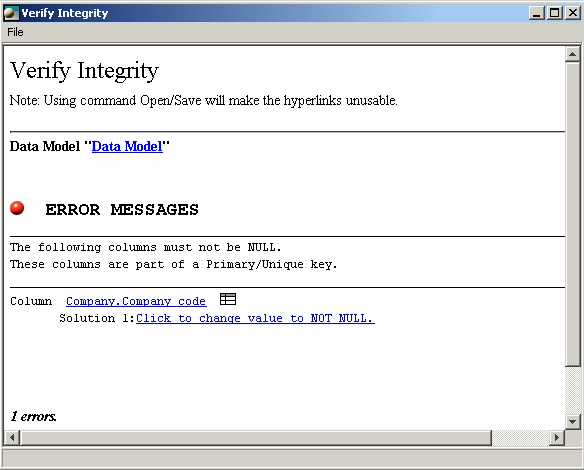 Verify Integrity
File
Verify Integrity
Note: Using command Open/Save will make the hyperlinks unusable.
Data Model "Data Model"
ERROR MESSAGES
The following columns must not be NULL.
These columns are part of a Primary/Unique key.
Column Company.Company code
Solution 1:Click to change value to NOT NULL.
1 errors.